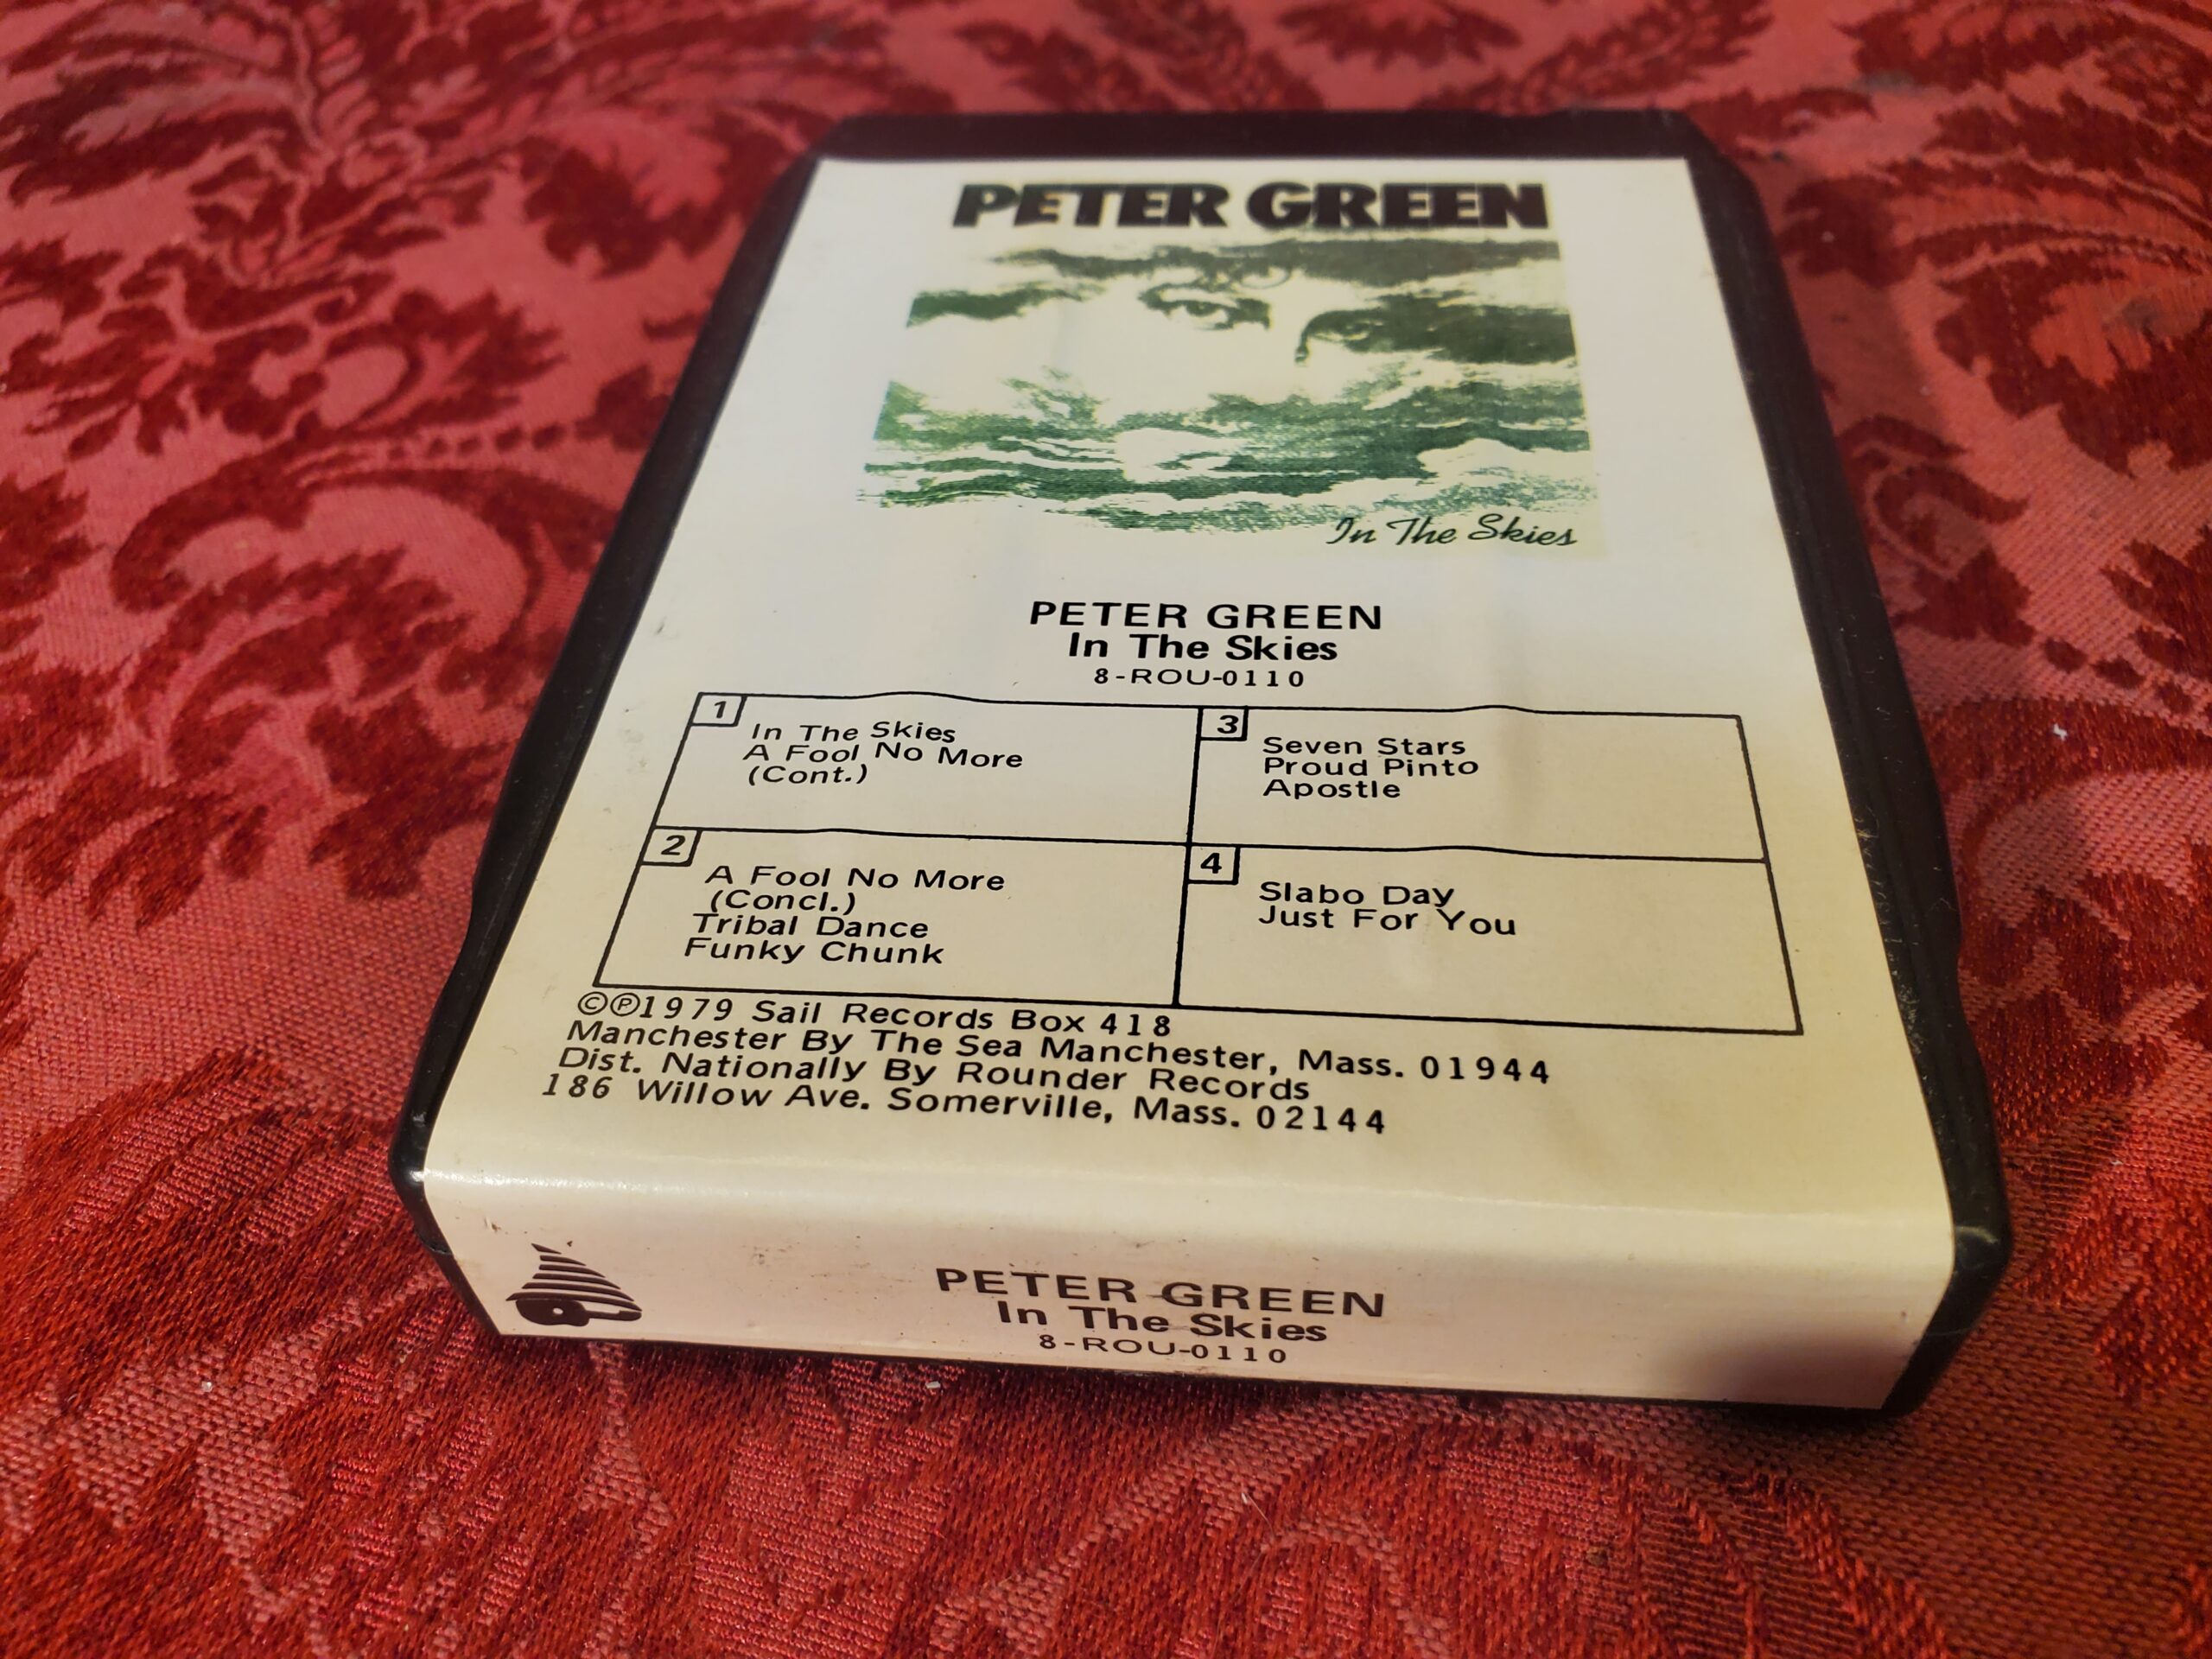 PETER GREEN
In The Skies
PETER GREEN
In The Skies
8-ROU-0110
1
In The Skies
A Fool No More
(Cont.)
2
A Fool No More
(Concl.)
Tribal Dance
Funky Chunk
3
Seven Stars
Proud Pinto
Apostle
4
Slabo Day
Just For You
©℗1979 Sail Records Box 418
Manchester By The Sea Manchester, Mass. 01944
Dist. Nationally By Rounder Records
186 Willow Ave. Somerville, Mass. 02144
PETER GREEN
In The Skies
8-ROU-0110